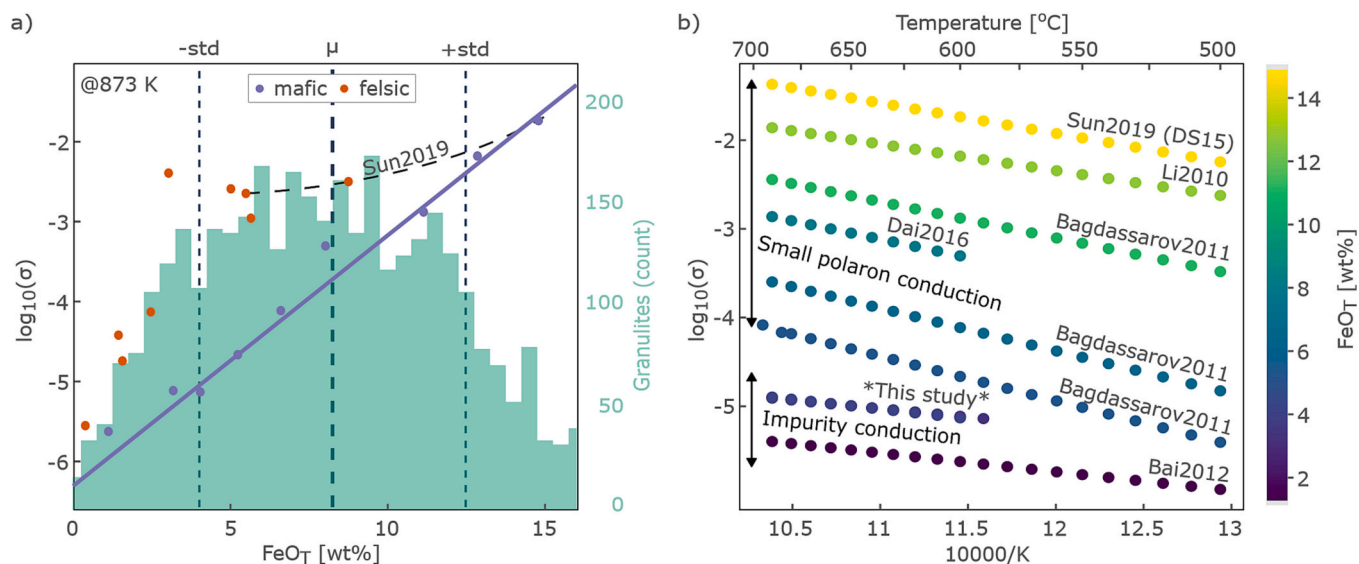 a)
-std
μ
+std
@873 K
mafic
felsic
Sun2019
-2
-3
-4
-5
-6
log10(σ)
200
150
100
50
0
Granulites (count)
0
5
10
15
FeOT [wt%]
b)
Temperature [°C]
700
650
600
550
500
Sun2019 (DS15)
Li2010
Bagdassarov2011
Dai2016
Small polaron conduction
Bagdassarov2011
Bagdassarov2011
*This study*
Impurity conduction
Bai2012
-2
-3
-4
-5
log10(σ)
10.5
11
11.5
12
12.5
13
10000/K
14
12
10
8
6
4
2
FeOT [wt%]